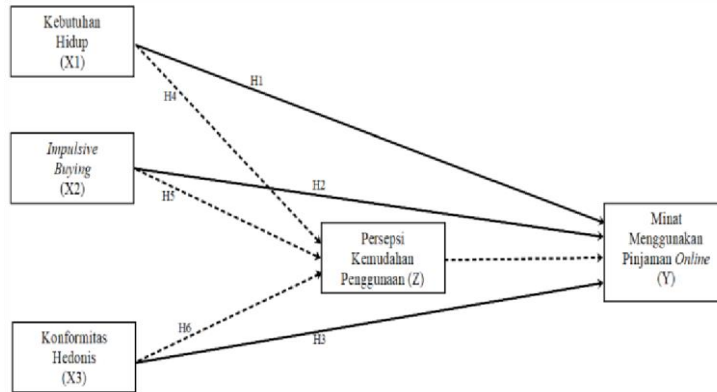 Kebutuhan
Hidup
(X1)
H1
H4
Impulsive
Buying
(X2)
H2
H5
Persepsi
Kemudahan
Penggunaan (Z)
Minat
Menggunakan
Pinjaman Online
(Y)
H6
H3
Konformitas
Hedonis
(X3)